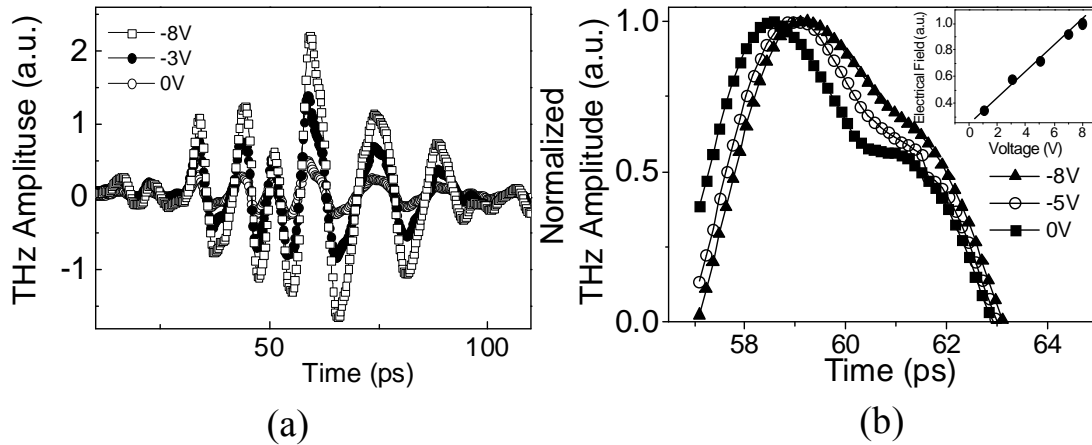 THz Amplituse (a.u.)
2
1
0
-1
-8V
-3V
0V
50
100
Time (ps)
(a)
Normalized
THz Amplitude (a.u.)
1.0
0.5
0.0
58
60
62
64
Time (ps)
-8V
-5V
0V
Electrical Field (a.u)
1.0
0.8
0.6
0.4
0
2
4
6
8
Voltage (V)
(b)